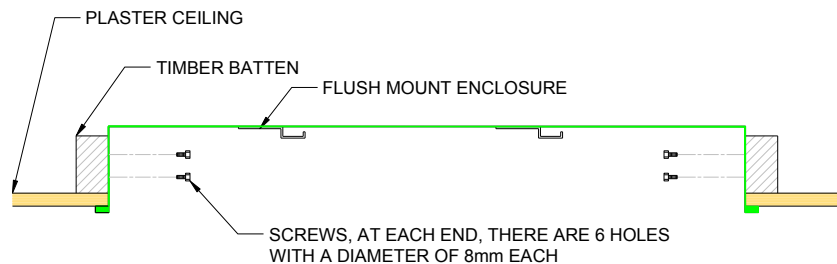 PLASTER CEILING
TIMBER BATTEN
FLUSH MOUNT ENCLOSURE
SCREWS, AT EACH END, THERE ARE 6 HOLES
WITH A DIAMETER OF 8mm EACH